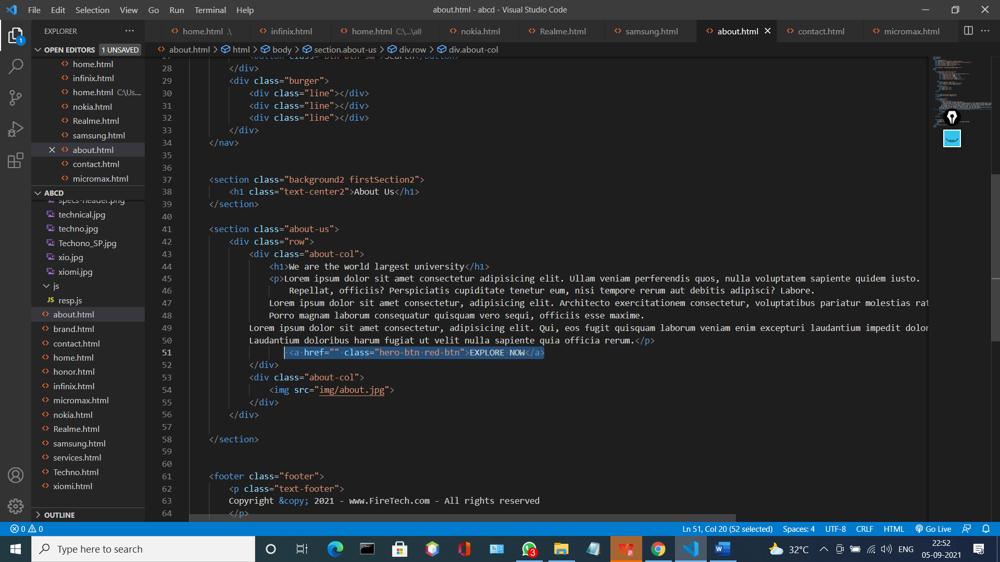 File Edit Selection View Go Run Terminal Help
about.html - abcd - Visual Studio Code
EXPLORER
home.html .\
infinix.html
home.html C:\...\all
nokia.html
Realme.html
samsung.html
about.html
contact.html
micromax.html
OPEN EDITORS 1 UNSAVED
about.html > html > body > section.about-us > div.row > div.about-col
home.html
infinix.html
home.html C:\Us...
nokia.html
Realme.html
samsung.html
about.html
contact.html
micromax.html
ABCD
specs-header.png
technical.jpg
techno.jpg
Techono_SP.jpg
xio.jpg
xiomi.jpg
js
JS resp.js
about.html
brand.html
contact.html
home.html
honor.html
infinix.html
micromax.html
nokia.html
Realme.html
samsung.html
services.html
Techno.html
xiomi.html
OUTLINE
27 <button class="btn btn-sm">Search</button>
28 </div>
29 <div class="burger">
30 <div class="line"></div>
31 <div class="line"></div>
32 <div class="line"></div>
33 </div>
34 </nav>
35
36
37 <section class="background2 firstSection2">
38 <h1 class="text-center2">About Us</h1>
39 </section>
40
41 <section class="about-us">
42 <div class="row">
43 <div class="about-col">
44 <h1>We are the world largest university</h1>
45 <p>Lorem ipsum dolor sit amet consectetur adipisicing elit. Ullam veniam perferendis quos, nulla voluptatem sapiente quidem iusto.
46 Repellat, officiis? Perspiciatis cupiditate tenetur eum, nisi tempore rerum aut debitis adipisci? Labore.
47 Lorem ipsum dolor sit amet consectetur, adipisicing elit. Architecto exercitationem consectetur, voluptatibus pariatur molestias rat
48 Porro magnam laborum consequatur quisquam vero sequi, officiis esse maxime.
49 Lorem ipsum dolor sit amet consectetur, adipisicing elit. Qui, eos fugit quisquam laborum veniam enim excepturi laudantium impedit dolor
50 Laudantium doloribus harum fugiat ut velit nulla sapiente quia officia rerum.</p>
51 <a href="" class="hero-btn red-btn">EXPLORE NOW</a>
52 </div>
53 <div class="about-col">
54 <img src="img/about.jpg">
55 </div>
56 </div>
57
58 </section>
59
60
61 <footer class="footer">
62 <p class="text-footer">
63 Copyright &copy; 2021 - www.FireTech.com - All rights reserved
64 </p>
0 0
Ln 51, Col 20 (52 selected) Spaces: 4 UTF-8 CRLF HTML Go Live
Type here to search
3
32°C
ENG
22:52
05-09-2021